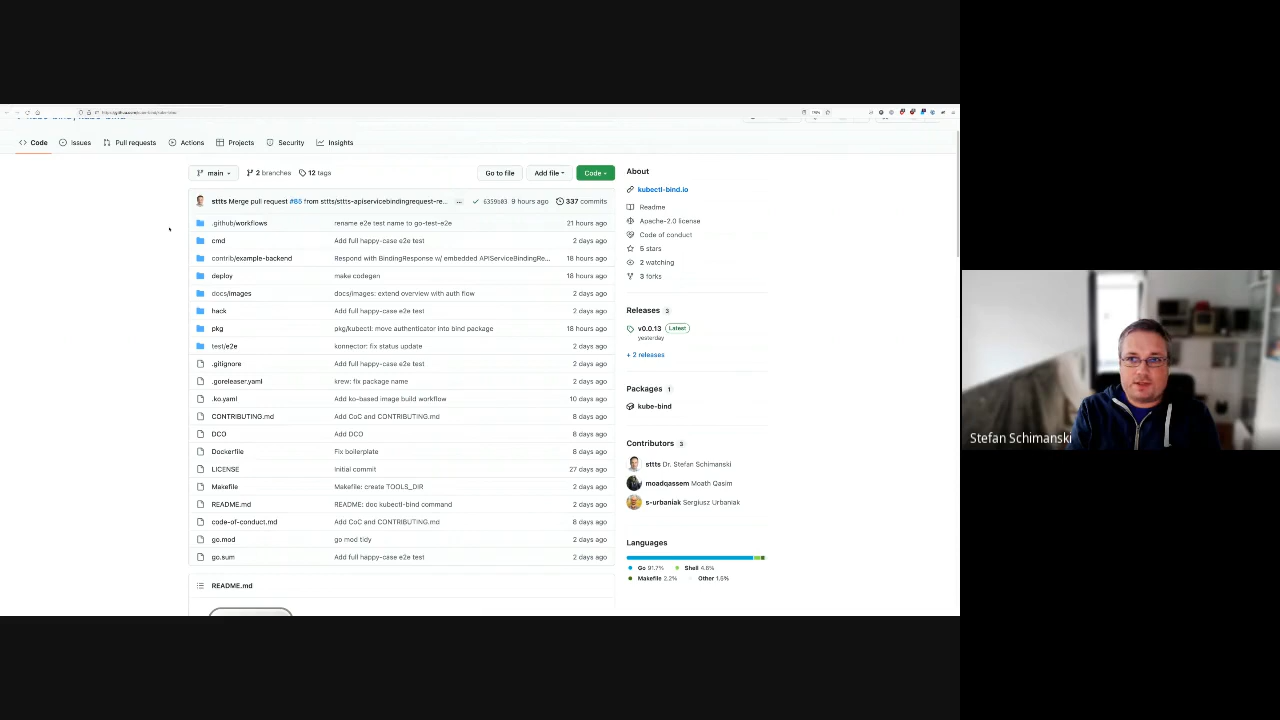 Code Issues Pull requests Actions Projects Security Insights
main 2 branches 12 tags Go to file Add file Code
sttts Merge pull request #85 from sttts/sttts-apiservicebindingrequest-re... ... 6359b83 9 hours ago 337 commits
.github/workflows rename e2e test name to go-test-e2e 21 hours ago
cmd Add full happy-case e2e test 2 days ago
contrib/example-backend Respond with BindingResponse w/ embedded APIServiceBindingRe... 18 hours ago
deploy make codegen 18 hours ago
docs/images docs/images: extend overview with auth flow 2 days ago
hack Add full happy-case e2e test 2 days ago
pkg pkg/kubectl: move authenticator into bind package 18 hours ago
test/e2e konnector: fix status update 2 days ago
.gitignore Add full happy-case e2e test 2 days ago
.goreleaser.yaml krew: fix package name 2 days ago
.ko.yaml Add ko-based image build workflow 10 days ago
CONTRIBUTING.md Add CoC and CONTRIBUTING.md 8 days ago
DCO Add DCO 8 days ago
Dockerfile Fix boilerplate 8 days ago
LICENSE Initial commit 27 days ago
Makefile Makefile: create TOOLS_DIR 2 days ago
README.md README: doc kubectl-bind command 2 days ago
code-of-conduct.md Add CoC and CONTRIBUTING.md 8 days ago
go.mod go mod tidy 2 days ago
go.sum Add full happy-case e2e test 2 days ago
README.md
About
kubectl-bind.io
Readme
Apache-2.0 license
Code of conduct
5 stars
2 watching
3 forks
Releases 3
v0.0.13 Latest
yesterday
+ 2 releases
Packages 1
kube-bind
Contributors 3
sttts Dr. Stefan Schimanski
moadqassem Moath Qasim
s-urbaniak Sergiusz Urbaniak
Languages
Go 91.7% Shell 4.6%
Makefile 2.2% Other 1.5%
Stefan Schimanski